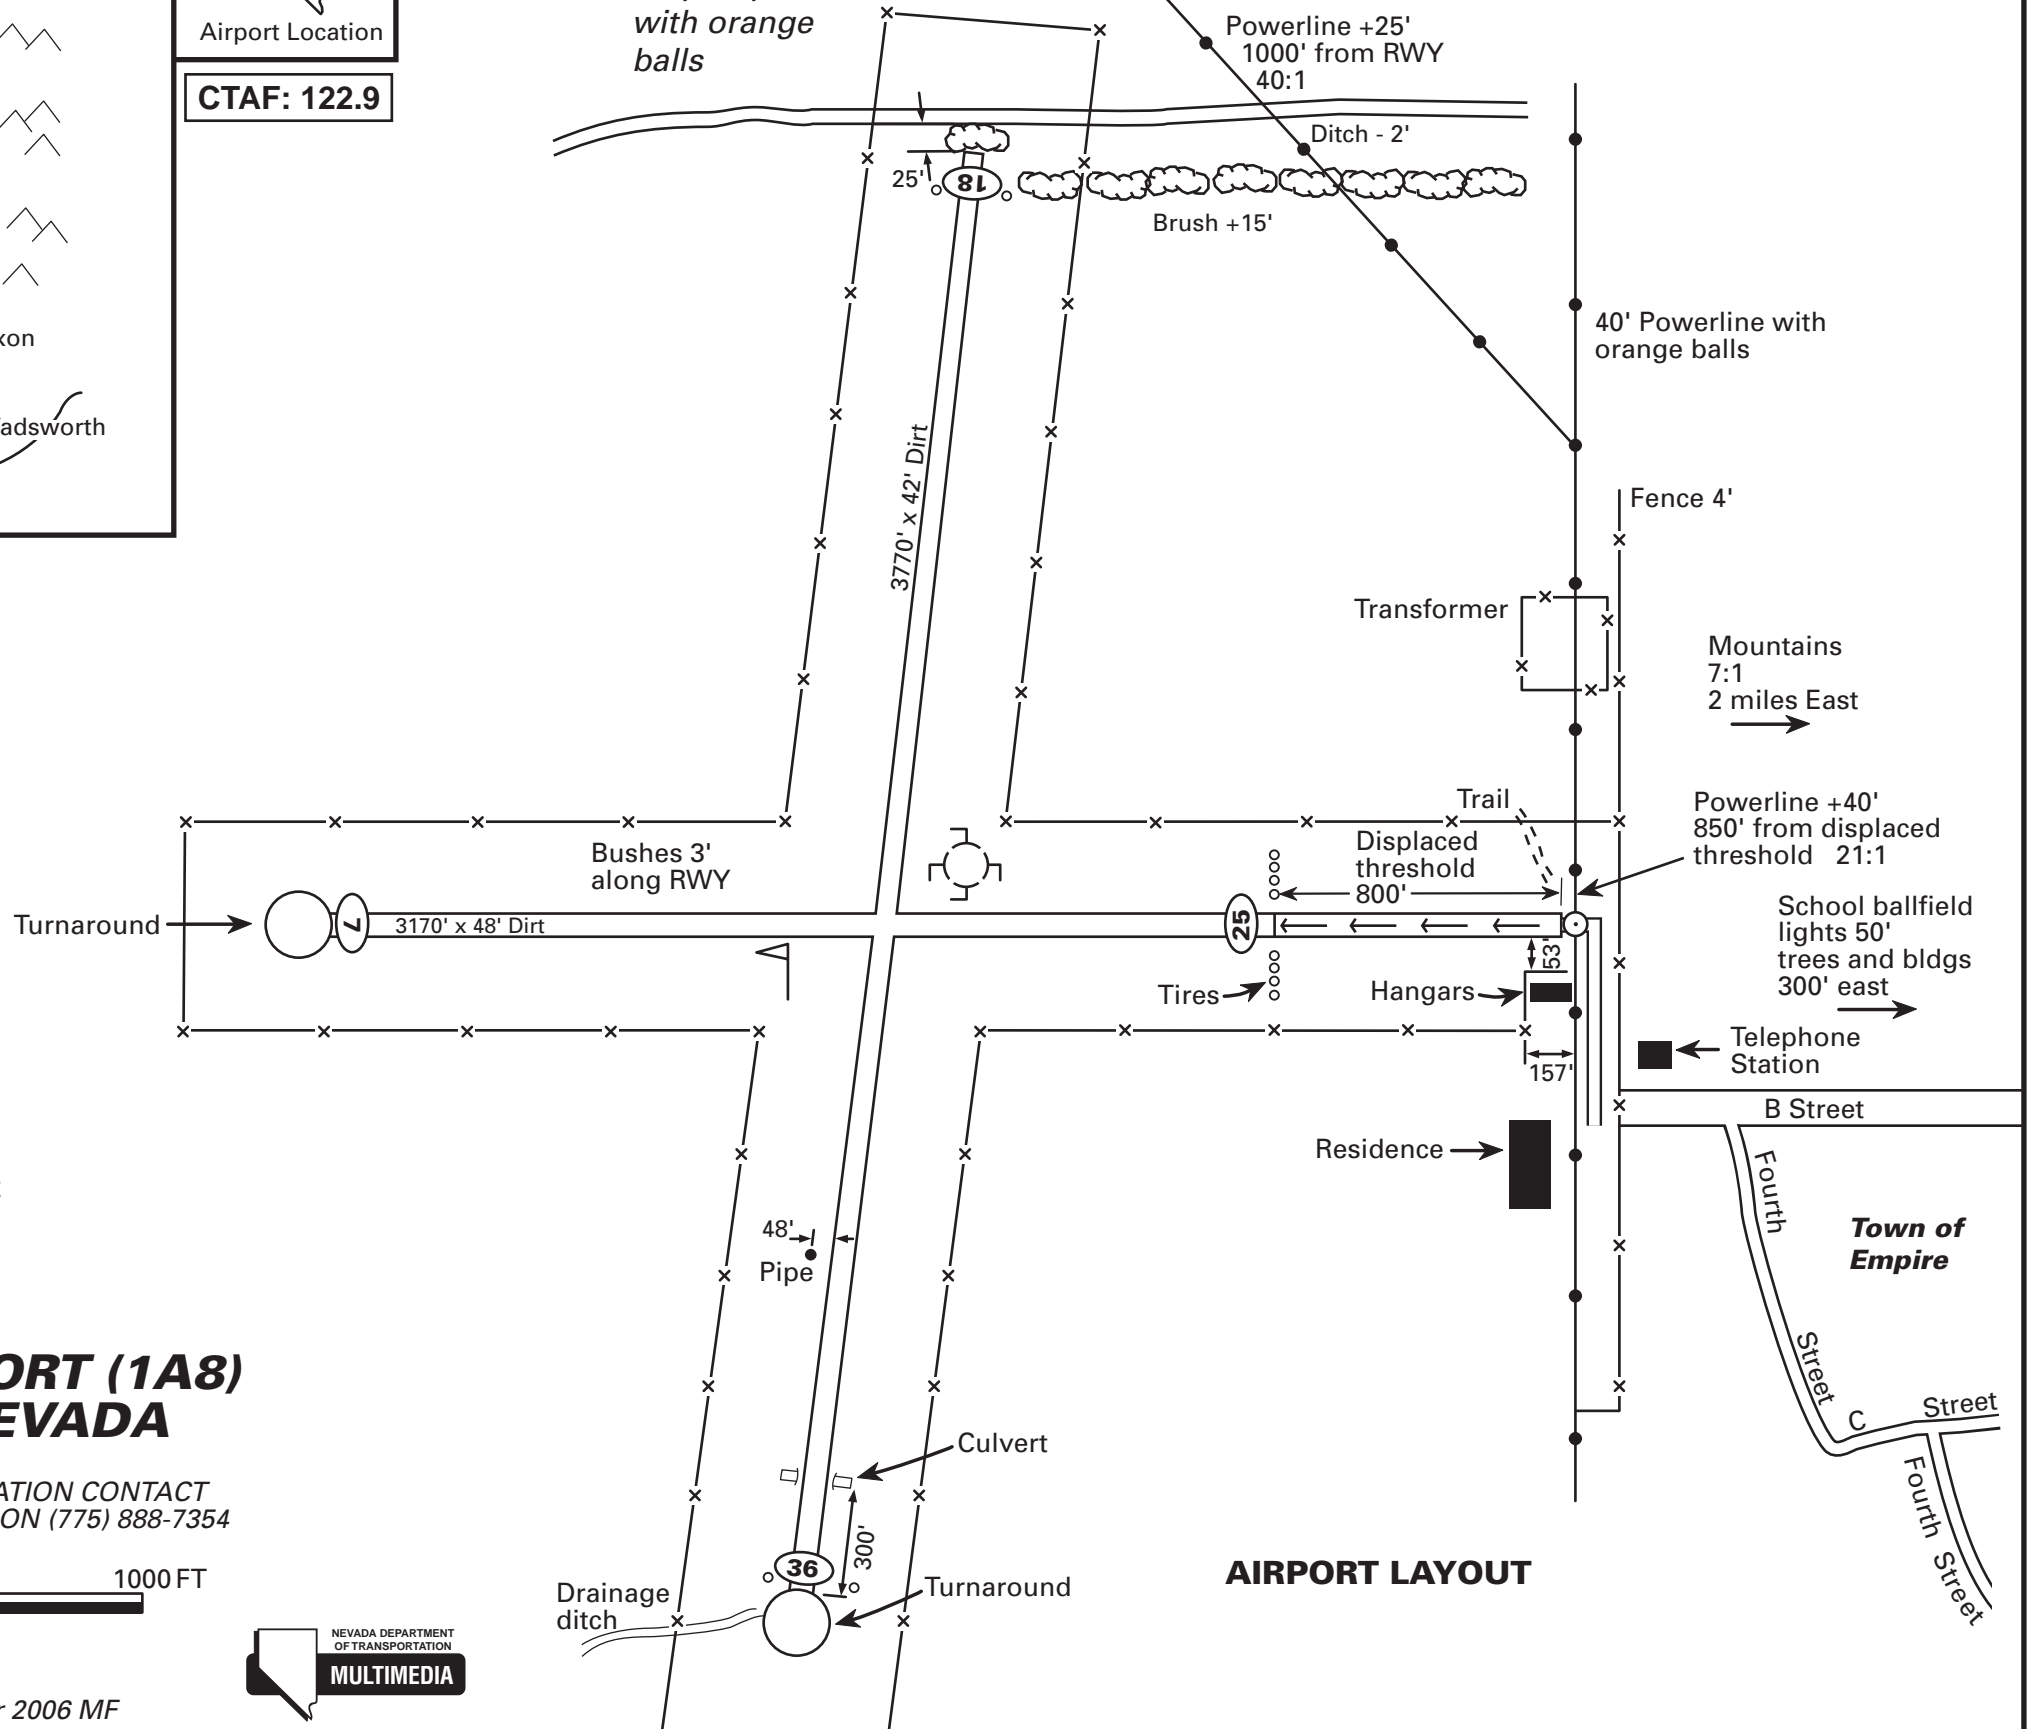 Airport Location
CTAF: 122.9
with orange
balls
Powerline +25'
1000' from RWY
40:1
Ditch - 2'
25'
18
Brush +15'
40' Powerline with
orange balls
3770' x 42' Dirt
Fence 4'
Transformer
Mountains
7:1
2 miles East
Trail
Powerline +40'
850' from displaced
threshold 21:1
Displaced
threshold
800'
Bushes 3'
along RWY
Turnaround
7
3170' x 48' Dirt
25
53'
School ballfield
lights 50'
trees and bldgs
300' east
Tires
Hangars
Telephone
Station
157'
B Street
Residence
Fourth
Street
Town of
Empire
48'
Pipe
C Street
Fourth Street
Culvert
300'
36
Turnaround
Drainage
ditch
AIRPORT LAYOUT
xon
adsworth
ORT (1A8)
EVADA
ATION CONTACT
ON (775) 888-7354
1000 FT
NEVADA DEPARTMENT
OF TRANSPORTATION
MULTIMEDIA
r 2006 MF